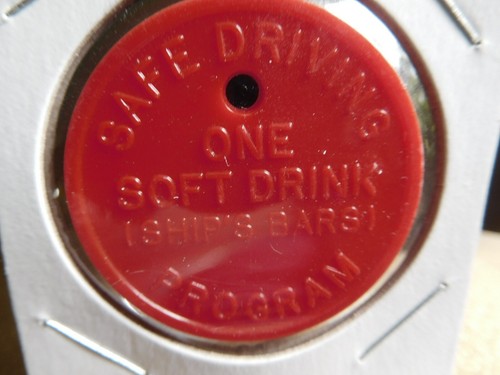 SAFE DRIVING
ONE
SOFT DRINK
(SHIP'S BARS)
PROGRAM